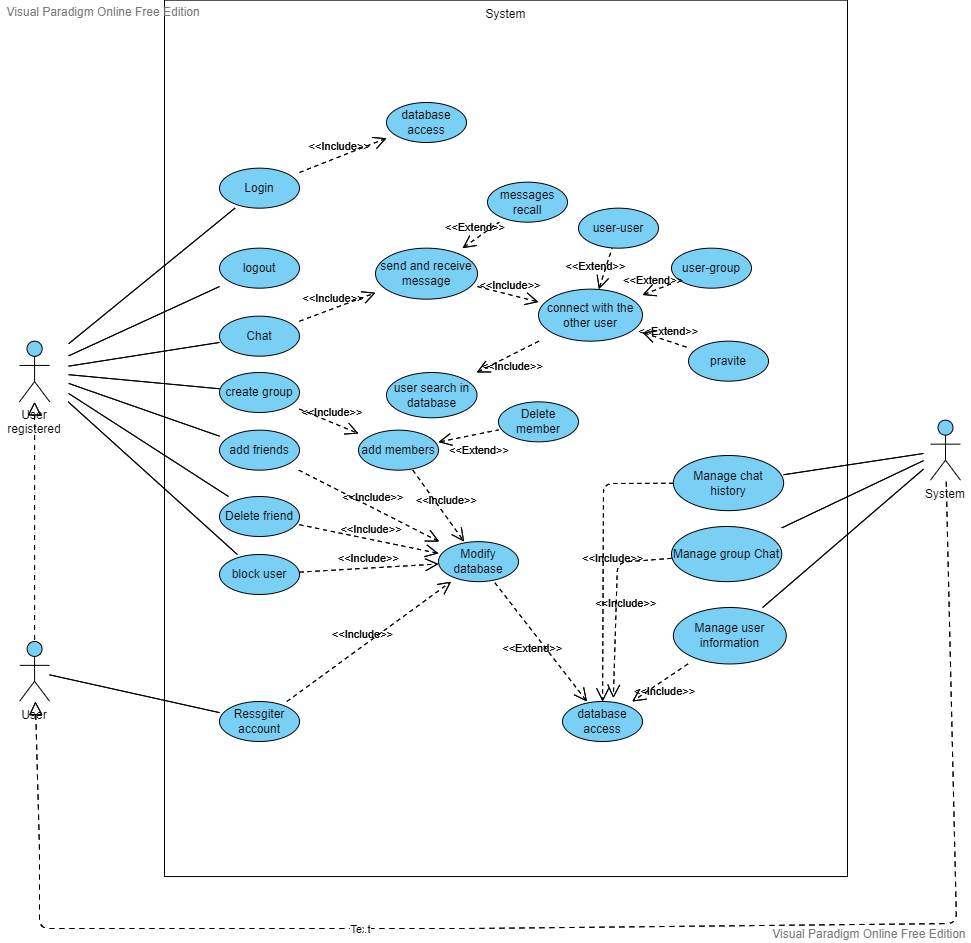 Visual Paradigm Online Free Edition
System
database
access
<<Include>>
Login
messages
recall
<<Extend>>
user-user
logout
send and receive
message
<<Extend>>
user-group
<<Include>>
<<Extend>>
<<Include>>
connect with the
other user
Chat
<<Extend>>
pravite
<<Include>>
create group
user search in
database
<<Include>>
Delete
member
User
registered
add friends
add members
<<Extend>>
Manage chat
history
System
<<Include>>
<<Include>>
Delete friend
<<Include>>
Modify
database
<<Include>>
<<Include>>
Manage group Chat
block user
<<Include>>
<<Include>>
<<Extend>>
Manage user
information
<<Include>>
User
Ressgiter
account
database
access
Text
Visual Paradigm Online Free Edition